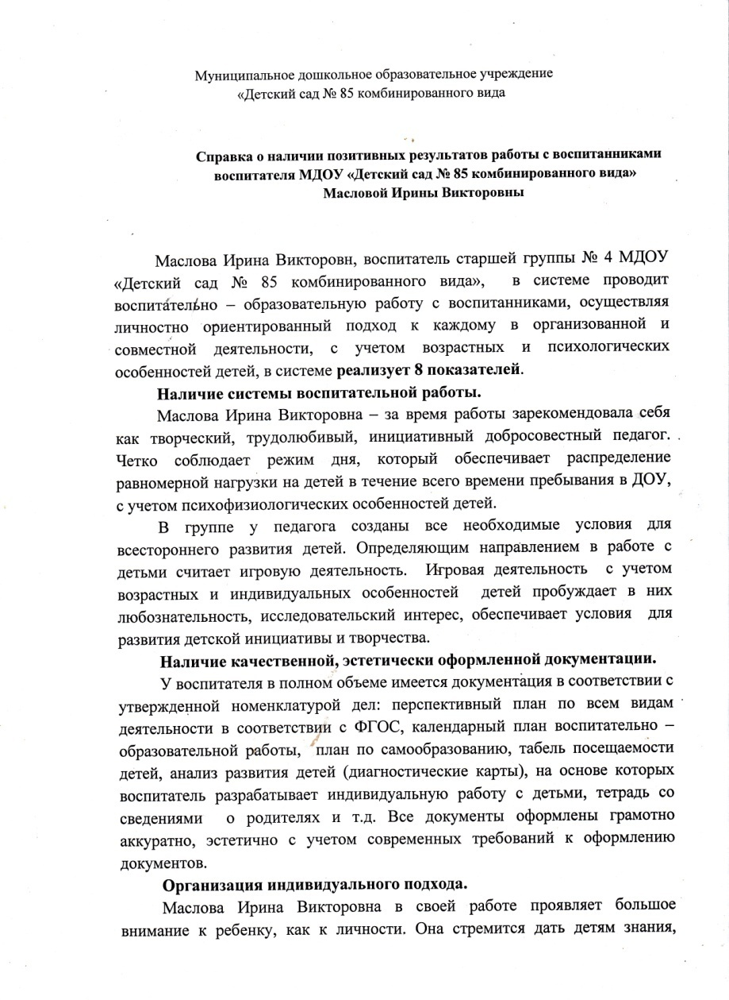 Муниципальное дошкольное образовательное учреждение
«Детский сад № 85 комбинированного вида
Справка о наличии позитивных результатов работы с воспитанниками
воспитателя МДОУ «Детский сад № 85 комбинированного вида»
Масловой Ирины Викторовны
Маслова Ирина Викторовн, воспитатель старшей группы № 4 МДОУ
«Детский сад № 85 комбинированного вида», в системе проводит
воспитательно – образовательную работу с воспитанниками, осуществляя
личностно ориентированный подход к каждому в организованной и
совместной деятельности, с учетом возрастных и психологических
особенностей детей, в системе реализует 8 показателей.
Наличие системы воспитательной работы.
Маслова Ирина Викторовна – за время работы зарекомендовала себя
как творческий, трудолюбивый, инициативный добросовестный педагог.
Четко соблюдает режим дня, который обеспечивает распределение
равномерной нагрузки на детей в течение всего времени пребывания в ДОУ,
с учетом психофизиологических особенностей детей.
В группе у педагога созданы все необходимые условия для
всестороннего развития детей. Определяющим направлением в работе с
детьми считает игровую деятельность. Игровая деятельность с учетом
возрастных и индивидуальных особенностей детей пробуждает в них
любознательность, исследовательский интерес, обеспечивает условия для
развития детской инициативы и творчества.
Наличие качественной, эстетически оформленной документации.
У воспитателя в полном объеме имеется документация в соответствии с
утвержденной номенклатурой дел: перспективный план по всем видам
деятельности в соответствии с ФГОС, календарный план воспитательно –
образовательной работы, план по самообразованию, табель посещаемости
детей, анализ развития детей (диагностические карты), на основе которых
воспитатель разрабатывает индивидуальную работу с детьми, тетрадь со
сведениями о родителях и т.д. Все документы оформлены грамотно
аккуратно, эстетично с учетом современных требований к оформлению
документов.
Организация индивидуального подхода.
Маслова Ирина Викторовна в своей работе проявляет большое
внимание к ребенку, как к личности. Она стремится дать детям знания,